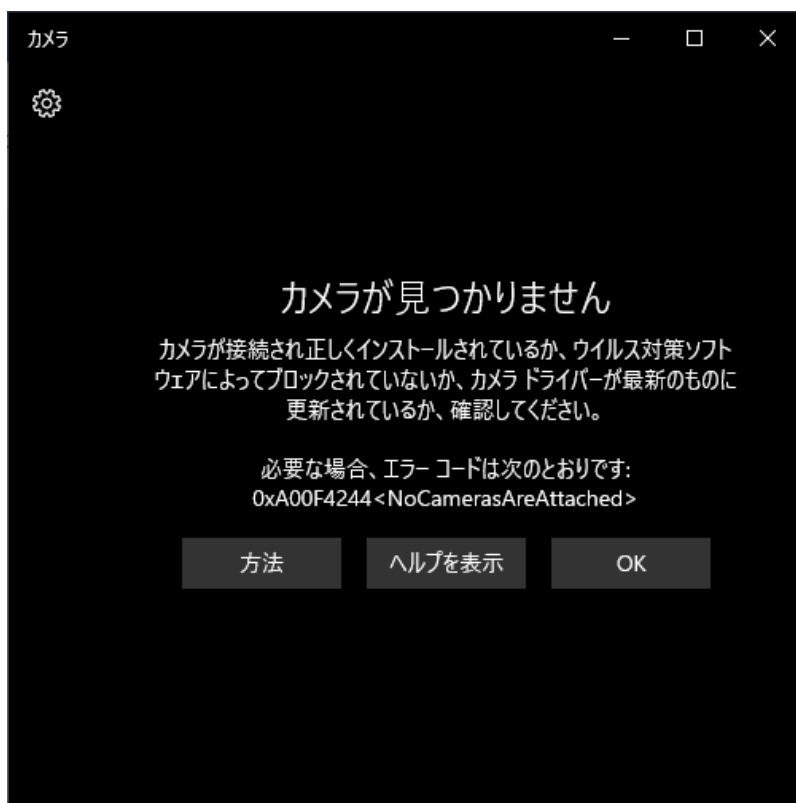 カメラ
カメラが見つかりません
カメラが接続され正しくインストールされているか、ウイルス対策ソフト
ウェアによってブロックされていないか、カメラ ドライバーが最新のものに
更新されているか、確認してください。
必要な場合、エラー コードは次のとおりです:
0xA00F4244<NoCamerasAreAttached>
方法
ヘルプを表示
OK